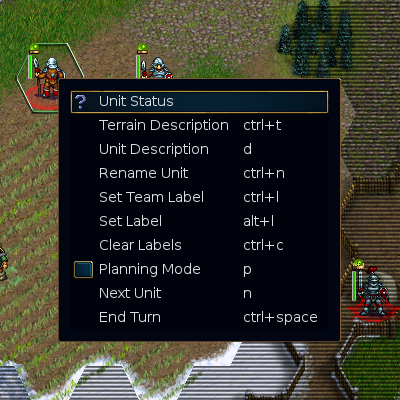 ? Unit Status
Terrain Description ctrl+t
Unit Description d
Rename Unit ctrl+n
Set Team Label ctrl+l
Set Label alt+l
Clear Labels ctrl+c
Planning Mode p
Next Unit n
End Turn ctrl+space